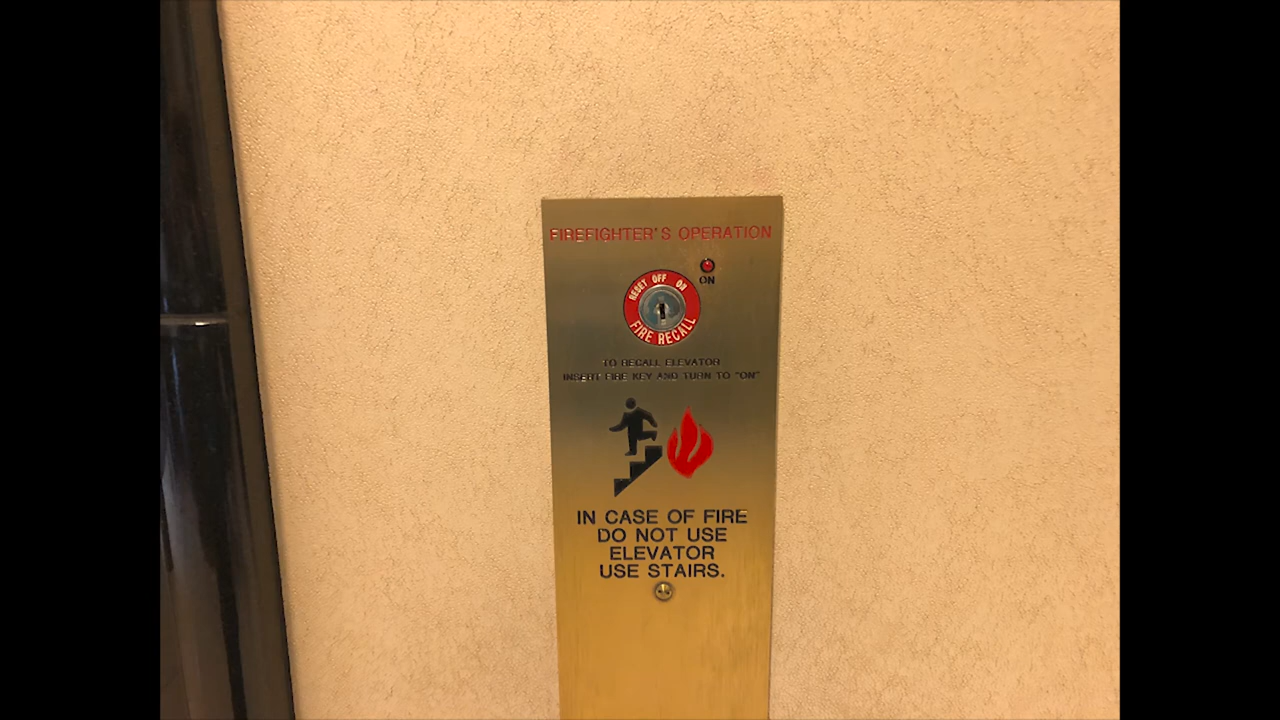 FIREFIGHTER'S OPERATION
ON
RESET OFF ON
FIRE RECALL
TO RECALL ELEVATOR
INSERT FIRE KEY AND TURN TO "ON"
IN CASE OF FIRE
DO NOT USE
ELEVATOR
USE STAIRS.